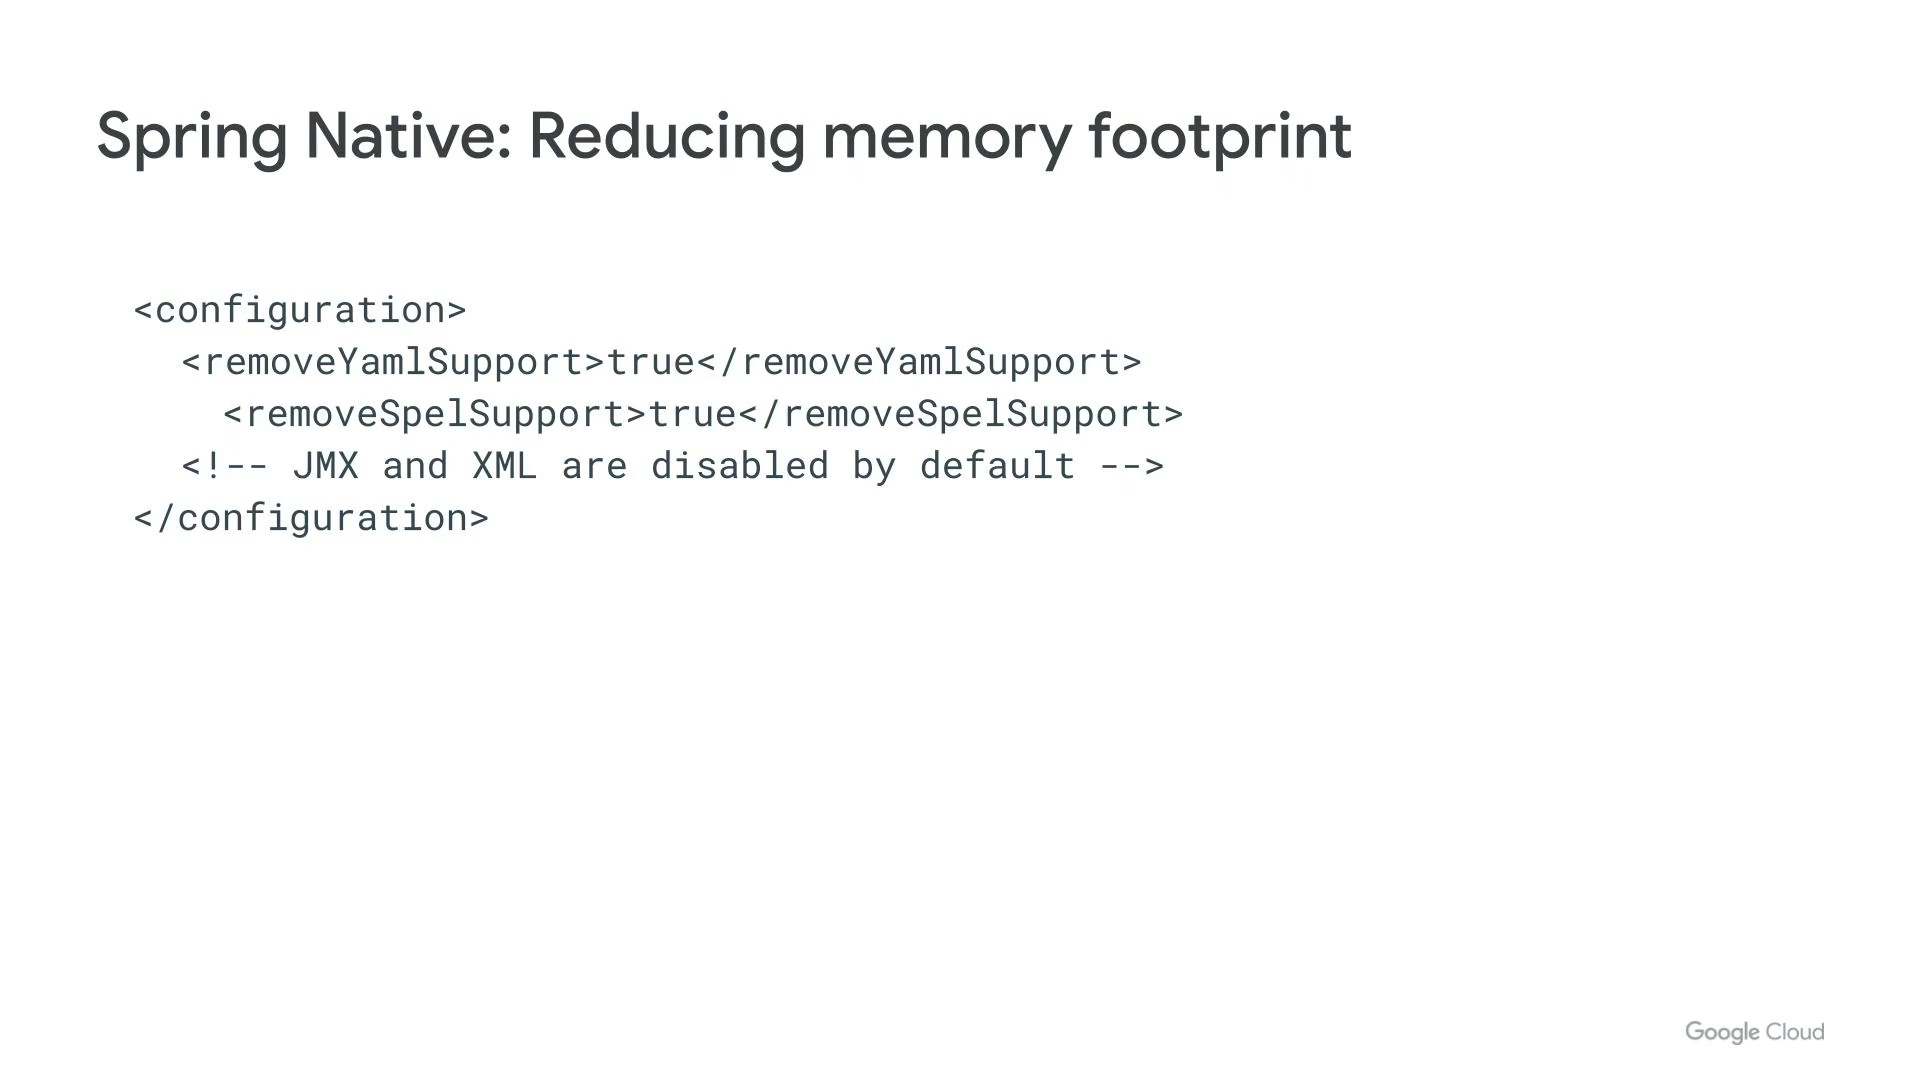 Spring Native: Reducing memory footprint
<configuration>
<removeYamlSupport>true</removeYamlSupport>
<removeSpelSupport>true</removeSpelSupport>
<!-- JMX and XML are disabled by default -->
</configuration>
Google Cloud